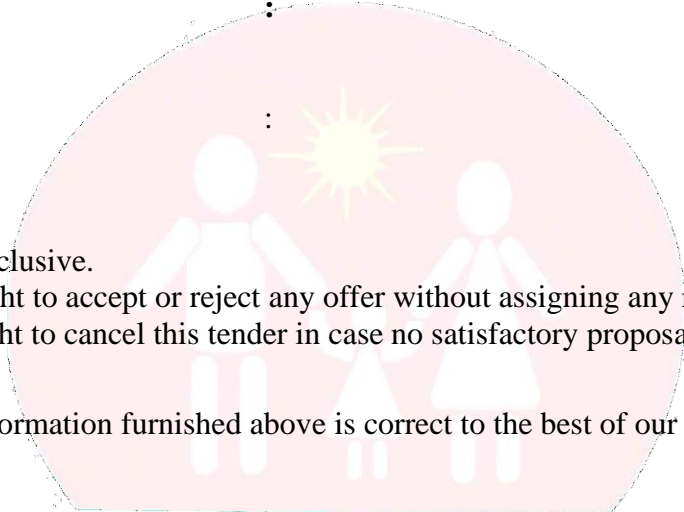 :
:
clusive.
ht to accept or reject any offer without assigning any
ht to cancel this tender in case no satisfactory proposa
ormation furnished above is correct to the best of our